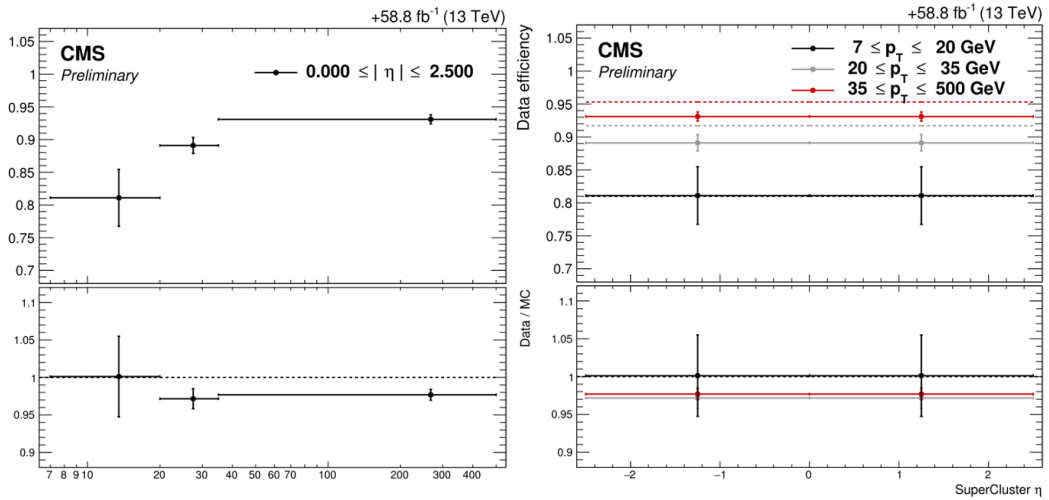 +58.8 fb⁻¹ (13 TeV)
CMS
Preliminary
0.000 ≤ | η | ≤ 2.500
1.05
1
0.95
0.9
0.85
0.8
0.75
0.7
1.1
1.05
1
0.95
0.9
7 8 9 10 20 30 40 50 60 70 100 200 300 400
+58.8 fb⁻¹ (13 TeV)
Data efficiency
CMS
Preliminary
7 ≤ p_T ≤ 20 GeV
20 ≤ p_T ≤ 35 GeV
35 ≤ p_T ≤ 500 GeV
1.05
1
0.95
0.9
0.85
0.8
0.75
0.7
Data / MC
1.1
1.05
1
0.95
0.9
−2 −1 0 1 2
SuperCluster η